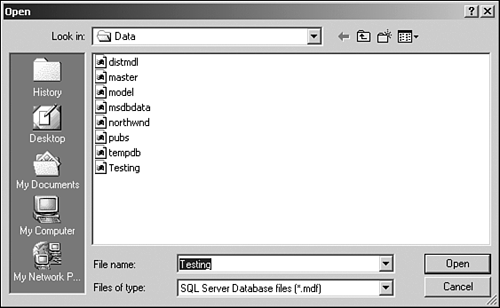 Open
Look in: Data
History
Desktop
My Documents
My Computer
My Network P...
distmdl
master
model
msdbdata
northwnd
pubs
tempdb
Testing
File name: Testing Open
Files of type: SQL Server Database files (*.mdf) Cancel